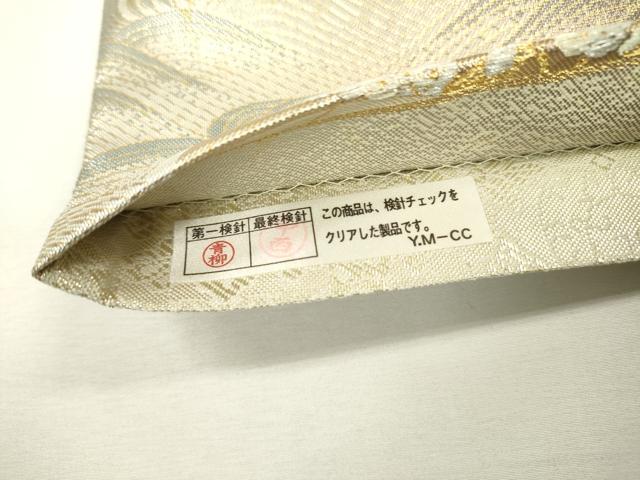 第一検針 最終検針
青柳
この商品は、検針チェックを
クリアした製品です。
Y.M-CC